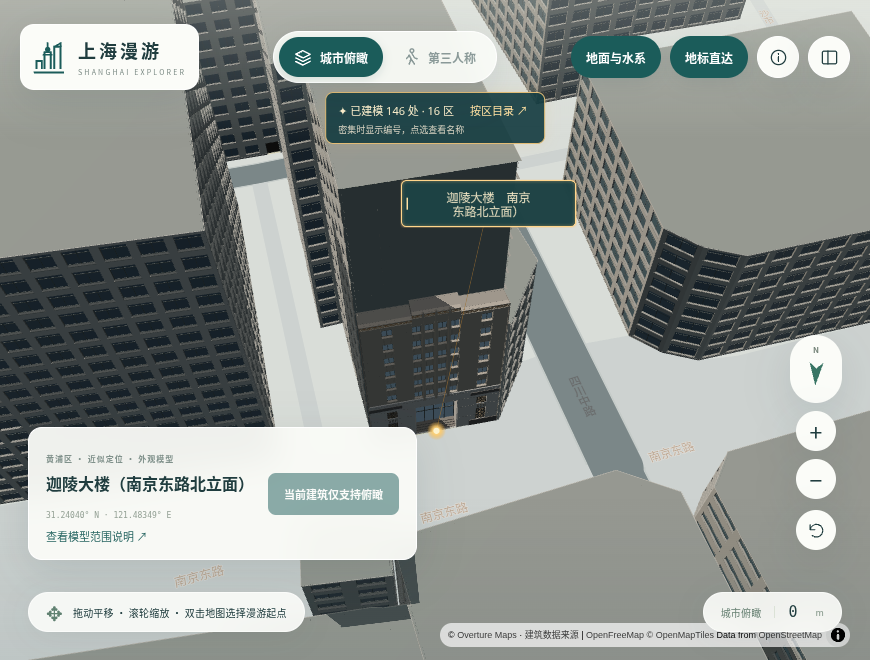 上海漫游
SHANGHAI EXPLORER
城市俯瞰
第三人称
地面与水系
地标直达
✦ 已建模 146 处 · 16 区 按区目录 ↗
密集时显示编号，点选查看名称
迦陵大楼 南京
东路北立面）
N
四川中路
南京东路
南京东路
南京东路
黄浦区 · 近似定位 · 外观模型
迦陵大楼（南京东路北立面）
当前建筑仅支持俯瞰
31.24040° N · 121.48349° E
查看模型范围说明 ↗
拖动平移 · 滚轮缩放 · 双击地图选择漫游起点
城市俯瞰 0 m
© Overture Maps · 建筑数据来源 | OpenFreeMap © OpenMapTiles Data from OpenStreetMap